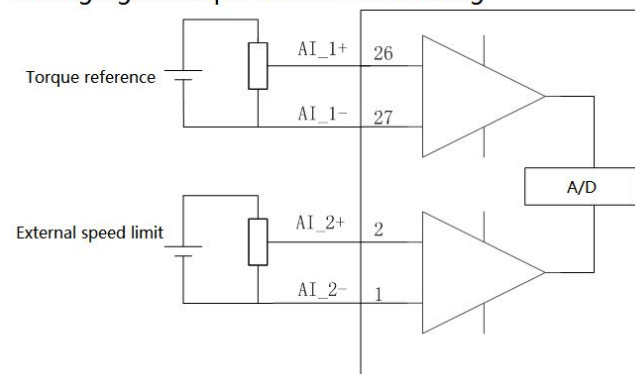 AI_1+ 26
Torque reference
AI_1- 27
A/D
AI_2+ 2
External speed limit
AI_2- 1